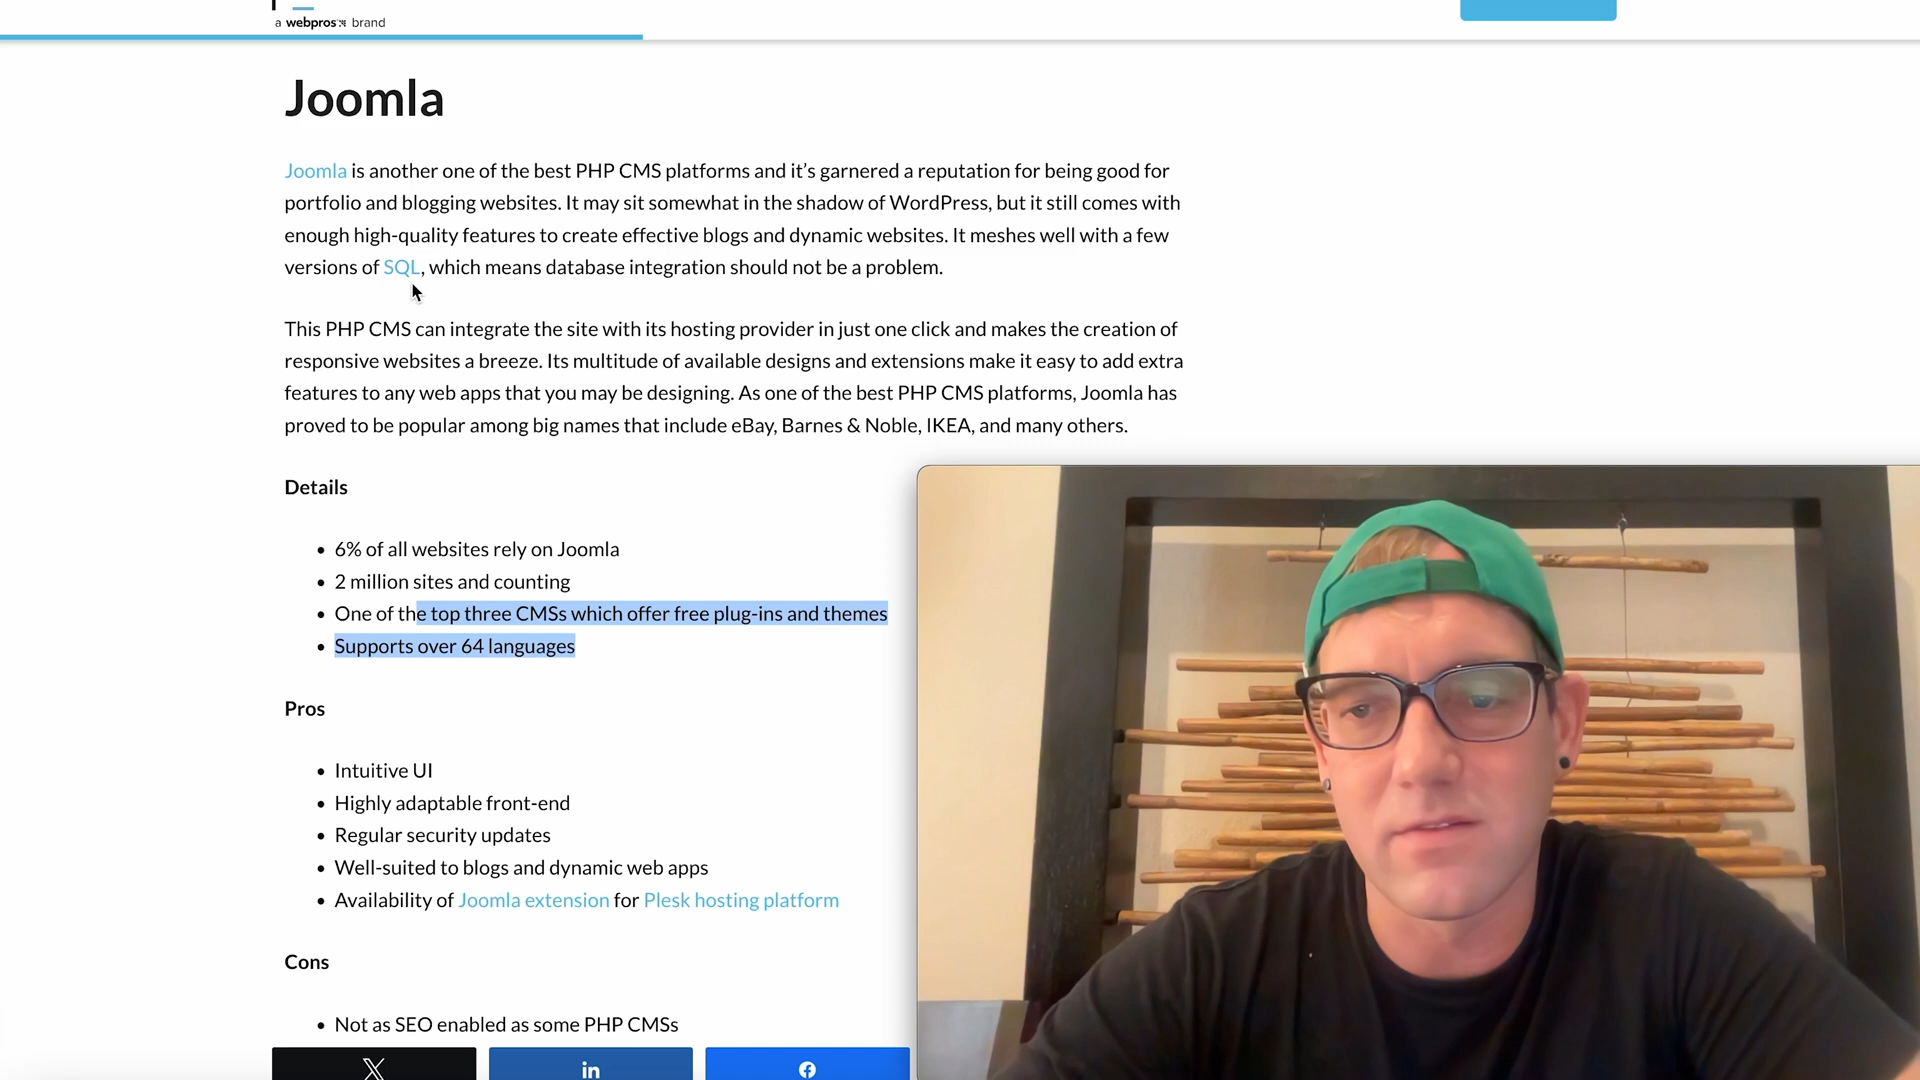 a webpros brand
Joomla
Joomla is another one of the best PHP CMS platforms and it’s garnered a reputation for being good for
portfolio and blogging websites. It may sit somewhat in the shadow of WordPress, but it still comes with
enough high-quality features to create effective blogs and dynamic websites. It meshes well with a few
versions of SQL, which means database integration should not be a problem.
This PHP CMS can integrate the site with its hosting provider in just one click and makes the creation of
responsive websites a breeze. Its multitude of available designs and extensions make it easy to add extra
features to any web apps that you may be designing. As one of the best PHP CMS platforms, Joomla has
proved to be popular among big names that include eBay, Barnes & Noble, IKEA, and many others.
Details
• 6% of all websites rely on Joomla
• 2 million sites and counting
• One of the top three CMSs which offer free plug-ins and themes
• Supports over 64 languages
Pros
• Intuitive UI
• Highly adaptable front-end
• Regular security updates
• Well-suited to blogs and dynamic web apps
• Availability of Joomla extension for Plesk hosting platform
Cons
• Not as SEO enabled as some PHP CMSs